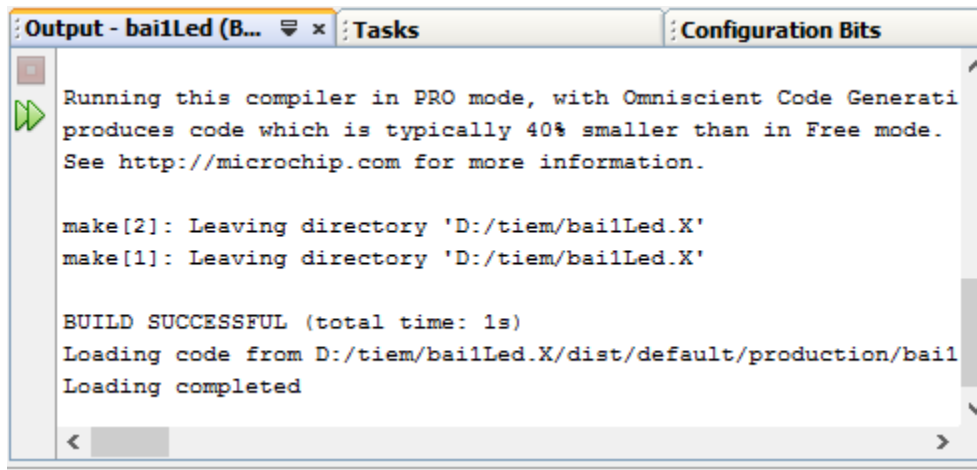 Output - bai1Led (B... Tasks Configuration Bits
Running this compiler in PRO mode, with Omniscient Code Generati
produces code which is typically 40% smaller than in Free mode.
See http://microchip.com for more information.
make[2]: Leaving directory 'D:/tiem/bai1Led.X'
make[1]: Leaving directory 'D:/tiem/bai1Led.X'
BUILD SUCCESSFUL (total time: 1s)
Loading code from D:/tiem/bai1Led.X/dist/default/production/bai1
Loading completed